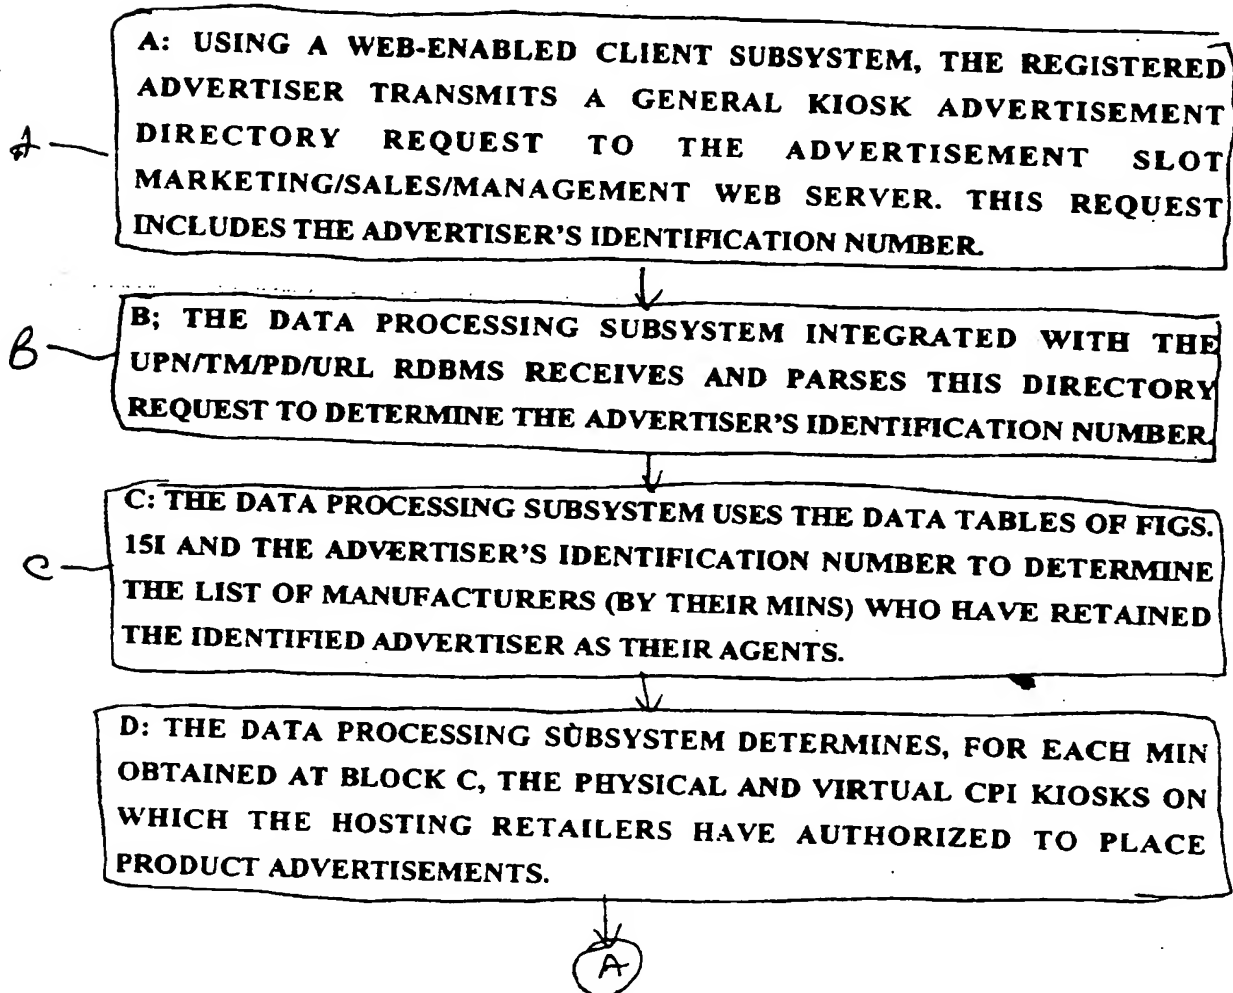 A: USING A WEB-ENABLED CLIENT SUBSYSTEM, THE REGISTERED
ADVERTISER TRANSMITS A GENERAL KIOSK ADVERTISEMENT
DIRECTORY REQUEST TO THE ADVERTISEMENT SLOT
A
MARKETING/SALES/MANAGEMENT WEB SERVER. THIS REQUEST
INCLUDES THE ADVERTISER'S IDENTIFICATION NUMBER.
B; THE DATA PROCESSING SUBSYSTEM INTEGRATED WITH THE
B
UPN/TM/PD/URL RDBMS RECEIVES AND PARSES THIS DIRECTORY
REQUEST TO DETERMINE THE ADVERTISER'S IDENTIFICATION NUMBER.
C: THE DATA PROCESSING SUBSYSTEM USES THE DATA TABLES OF FIGS.
15I AND THE ADVERTISER'S IDENTIFICATION NUMBER TO DETERMINE
C
THE LIST OF MANUFACTURERS (BY THEIR MINS) WHO HAVE RETAINED
THE IDENTIFIED ADVERTISER AS THEIR AGENTS.
D: THE DATA PROCESSING SUBSYSTEM DETERMINES, FOR EACH MIN
OBTAINED AT BLOCK C, THE PHYSICAL AND VIRTUAL CPI KIOSKS ON
WHICH THE HOSTING RETAILERS HAVE AUTHORIZED TO PLACE
PRODUCT ADVERTISEMENTS.
A